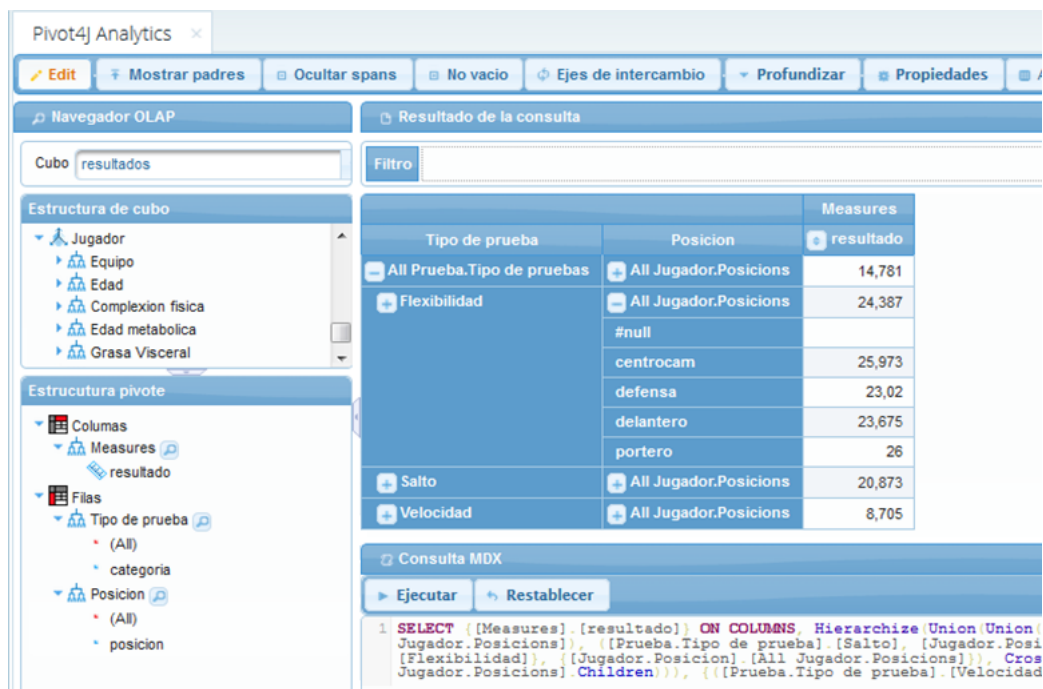 Pivot4J Analytics ×
Edit Mostrar padres Ocultar spans No vacio Ejes de intercambio Profundizar Propiedades A
Navegador OLAP
Cubo resultados
Estructura de cubo
Jugador
Equipo
Edad
Complexion fisica
Edad metabolica
Grasa Visceral
Estrucutura pivote
Columas
Measures
resultado
Filas
Tipo de prueba
(All)
categoria
Posicion
(All)
posicion
Resultado de la consulta
Filtro
Measures
Tipo de prueba Posicion resultado
All Prueba.Tipo de pruebas All Jugador.Posicions 14,781
Flexibilidad All Jugador.Posicions 24,387
#null
centrocam 25,973
defensa 23,02
delantero 23,675
portero 26
Salto All Jugador.Posicions 20,873
Velocidad All Jugador.Posicions 8,705
Consulta MDX
Ejecutar Restablecer
1 SELECT {[Measures].[resultado]} ON COLUMNS, Hierarchize(Union(Union(
Jugador.Posicions]), ([Prueba.Tipo de prueba].[Salto], [Jugador.Posi
[Flexibilidad]}, {[Jugador.Posicion].[All Jugador.Posicions]}), Cros
Jugador.Posicions].Children))), {([Prueba.Tipo de prueba].[Velocidad